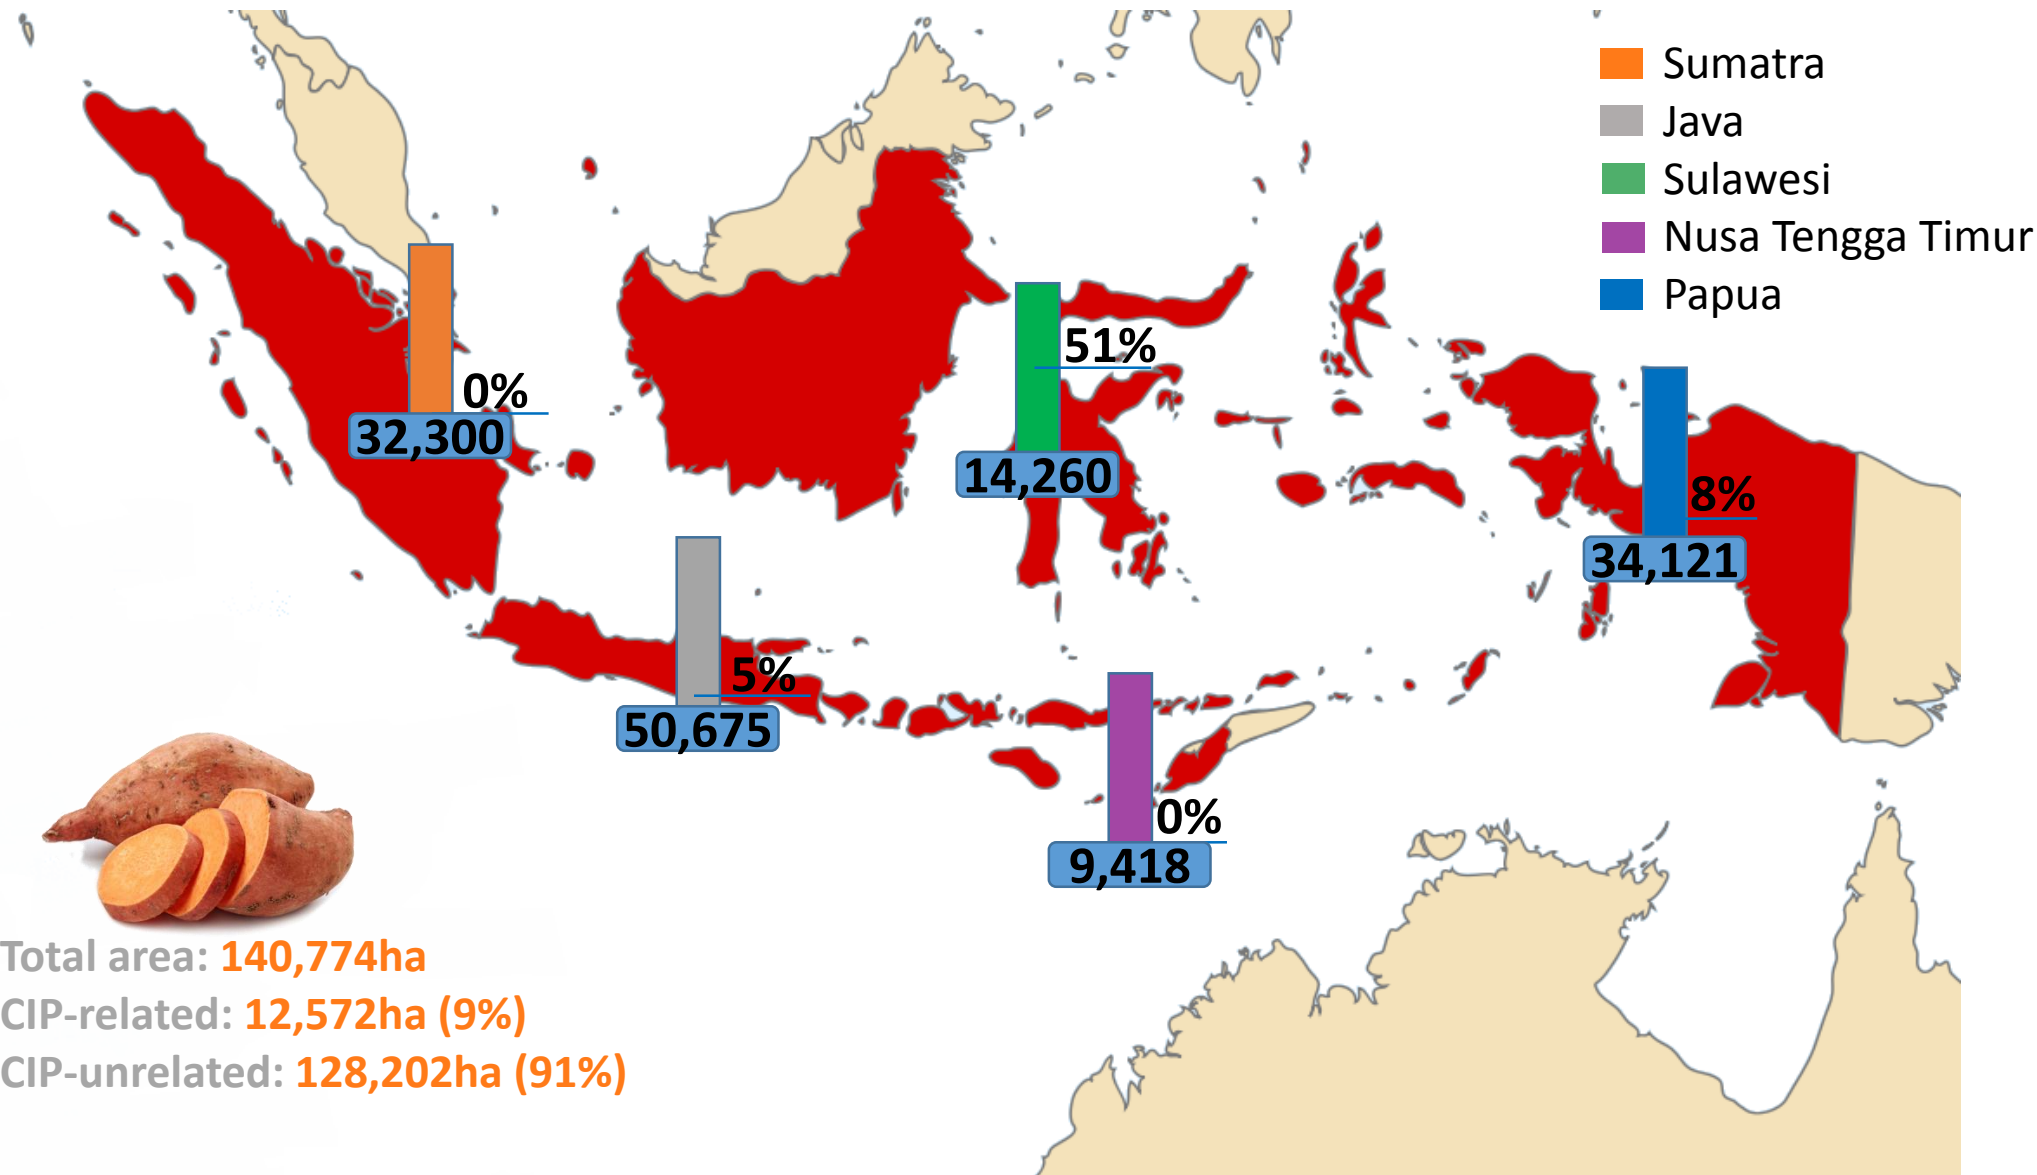 Sumatra
Java
Sulawesi
Nusa Tengga Timur
Papua
0%
32,300
51%
14,260
8%
34,121
5%
50,675
0%
9,418
Total area: 140,774ha
CIP-related: 12,572ha (9%)
CIP-unrelated: 128,202ha (91%)